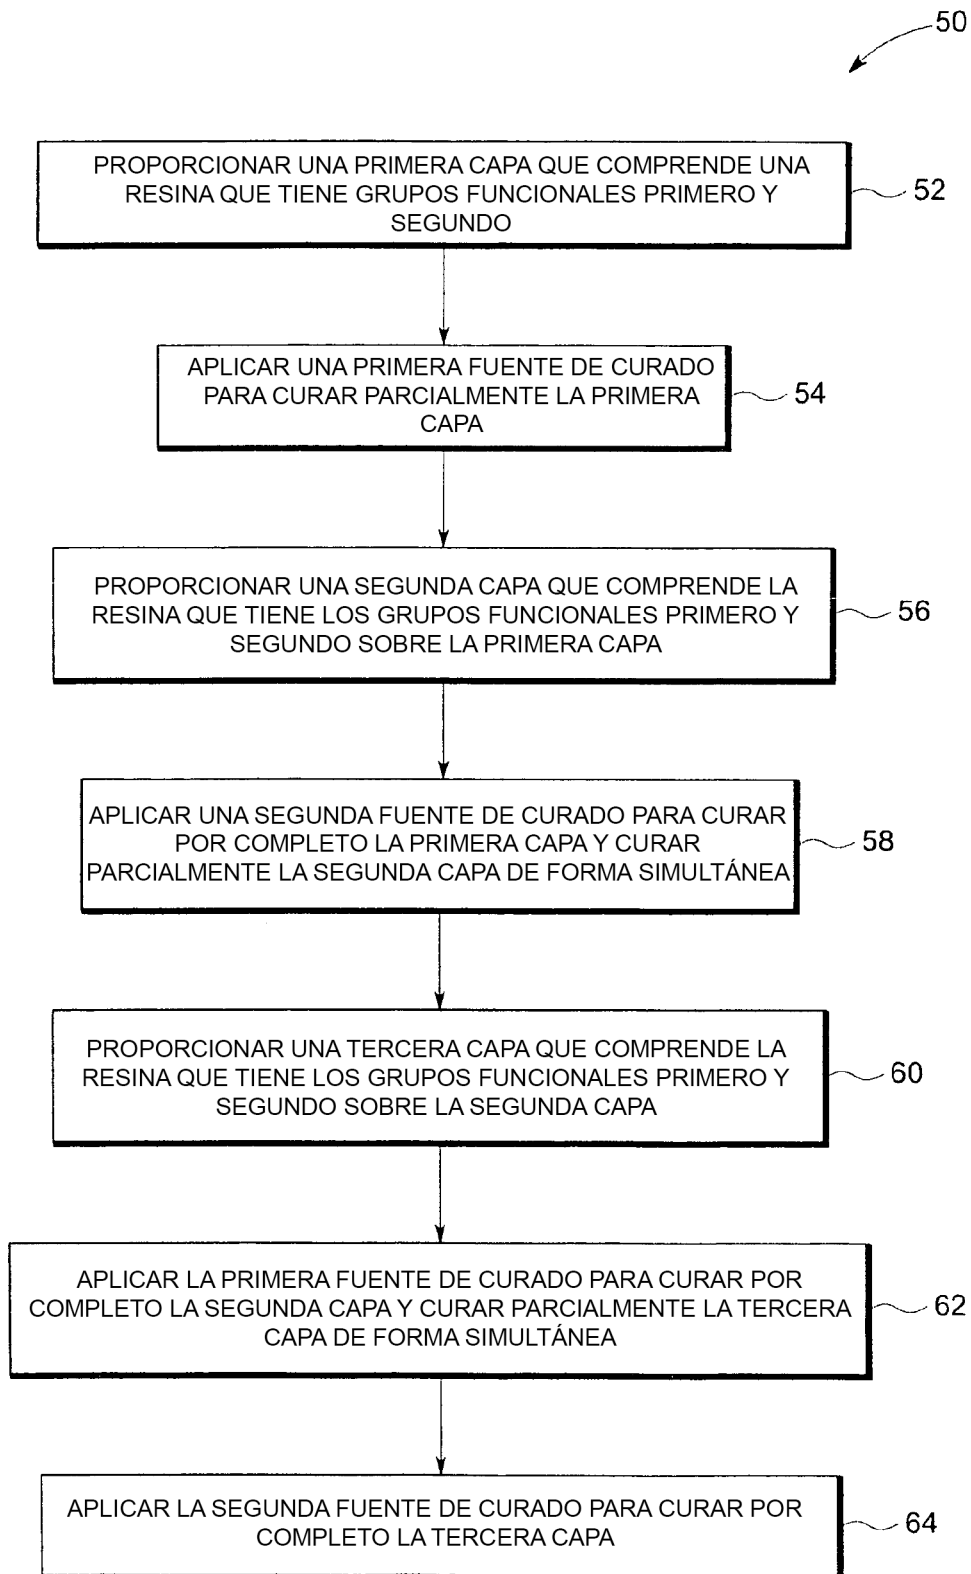 50
PROPORCIONAR UNA PRIMERA CAPA QUE COMPRENDE UNA
RESINA QUE TIENE GRUPOS FUNCIONALES PRIMERO Y
SEGUNDO
52
APLICAR UNA PRIMERA FUENTE DE CURADO
PARA CURAR PARCIALMENTE LA PRIMERA
CAPA
54
PROPORCIONAR UNA SEGUNDA CAPA QUE COMPRENDE LA
RESINA QUE TIENE LOS GRUPOS FUNCIONALES PRIMERO Y
SEGUNDO SOBRE LA PRIMERA CAPA
56
APLICAR UNA SEGUNDA FUENTE DE CURADO PARA CURAR
POR COMPLETO LA PRIMERA CAPA Y CURAR
PARCIALMENTE LA SEGUNDA CAPA DE FORMA SIMULTÁNEA
58
PROPORCIONAR UNA TERCERA CAPA QUE COMPRENDE LA
RESINA QUE TIENE LOS GRUPOS FUNCIONALES PRIMERO Y
SEGUNDO SOBRE LA SEGUNDA CAPA
60
APLICAR LA PRIMERA FUENTE DE CURADO PARA CURAR POR
COMPLETO LA SEGUNDA CAPA Y CURAR PARCIALMENTE LA TERCERA
CAPA DE FORMA SIMULTÁNEA
62
APLICAR LA SEGUNDA FUENTE DE CURADO PARA CURAR POR
COMPLETO LA TERCERA CAPA
64